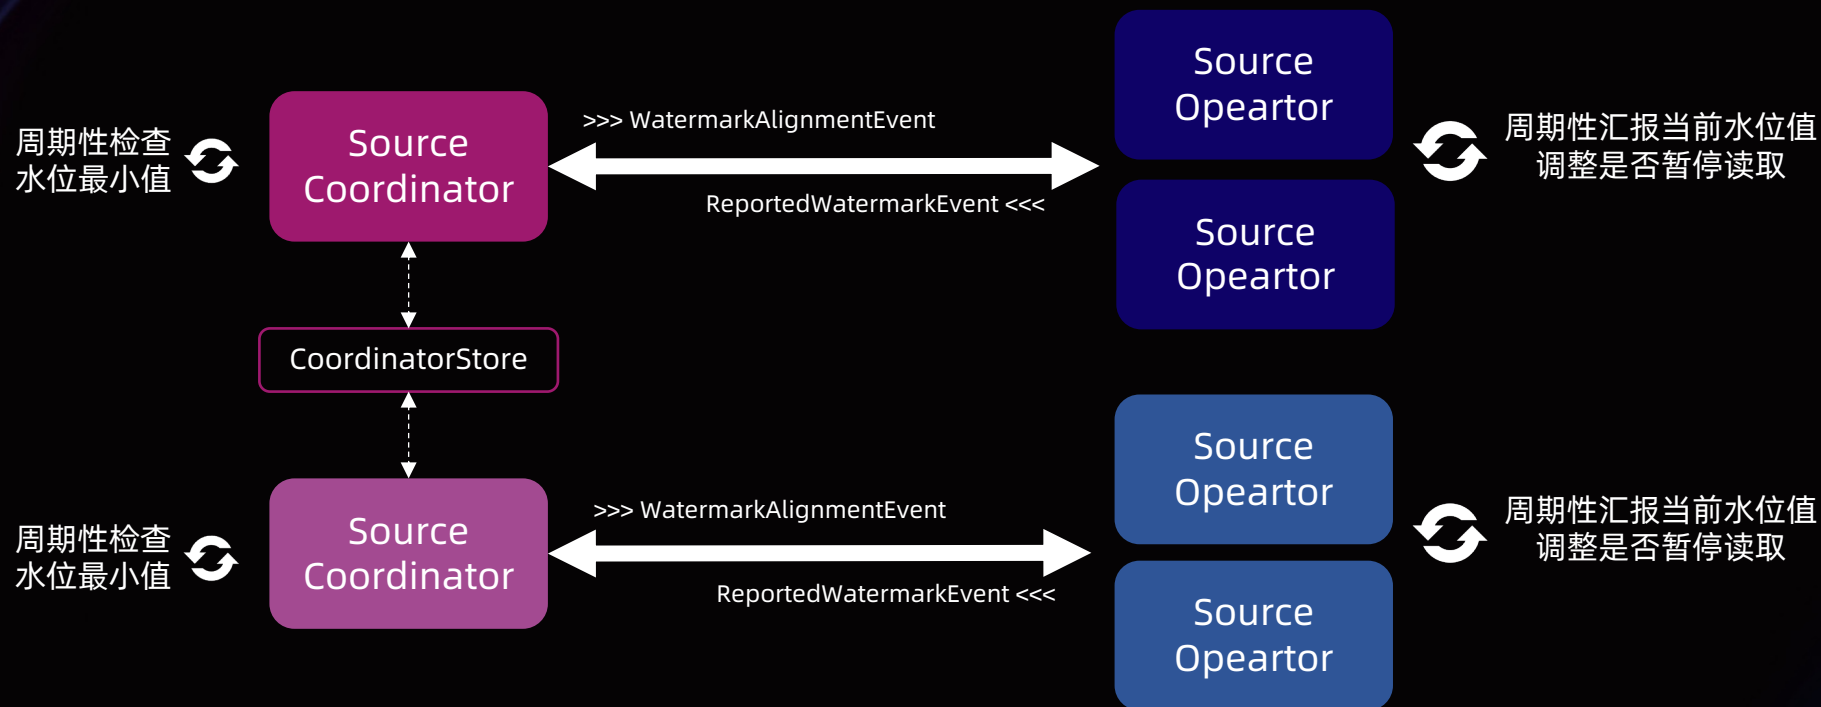 周期性检查
水位最小值
Source
Coordinator
>>> WatermarkAlignmentEvent
ReportedWatermarkEvent <<<
Source
Opeartor
Source
Opeartor
周期性汇报当前水位值
调整是否暂停读取
CoordinatorStore
周期性检查
水位最小值
Source
Coordinator
>>> WatermarkAlignmentEvent
ReportedWatermarkEvent <<<
Source
Opeartor
Source
Opeartor
周期性汇报当前水位值
调整是否暂停读取